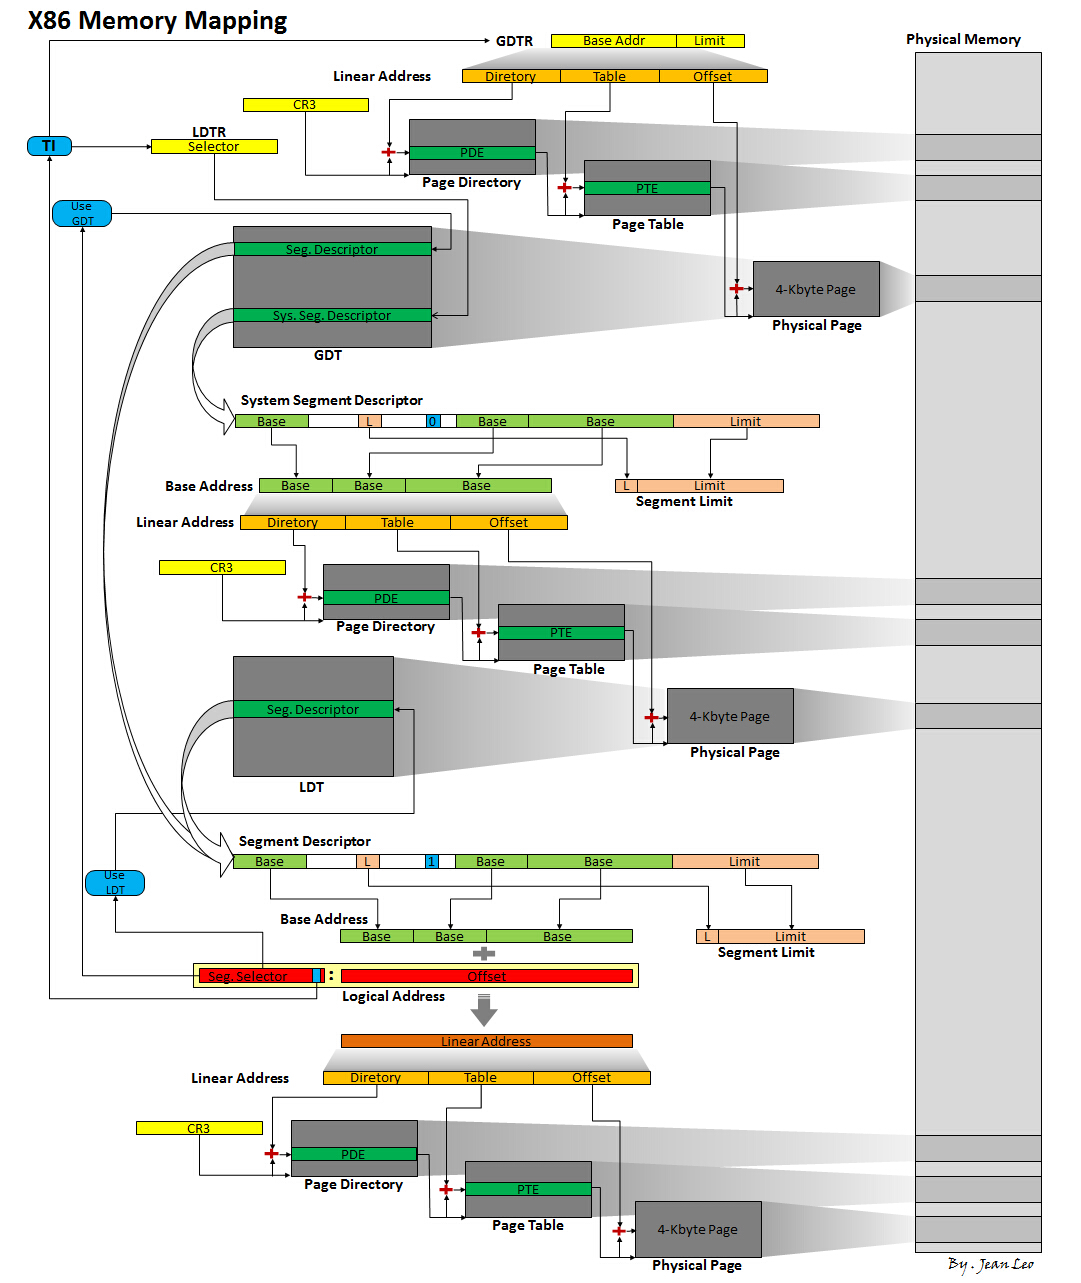 X86 Memory Mapping
GDTR
Base Addr
Limit
Physical Memory
Linear Address
Diretory
Table
Offset
CR3
LDTR
TI
Selector
PDE
Page Directory
PTE
Page Table
Use
GDT
Seg. Descriptor
4-Kbyte Page
Sys. Seg. Descriptor
Physical Page
GDT
System Segment Descriptor
Base
L
0
Base
Base
Limit
Base Address
Base
Base
Base
L
Limit
Segment Limit
Linear Address
Diretory
Table
Offset
CR3
PDE
Page Directory
PTE
Page Table
Seg. Descriptor
4-Kbyte Page
Physical Page
LDT
Segment Descriptor
Base
L
1
Base
Base
Limit
Use
LDT
Base Address
Base
Base
Base
L
Limit
Segment Limit
Seg. Selector
:
Offset
Logical Address
Linear Address
Linear Address
Diretory
Table
Offset
CR3
PDE
Page Directory
PTE
Page Table
4-Kbyte Page
Physical Page
By . Jean Leo